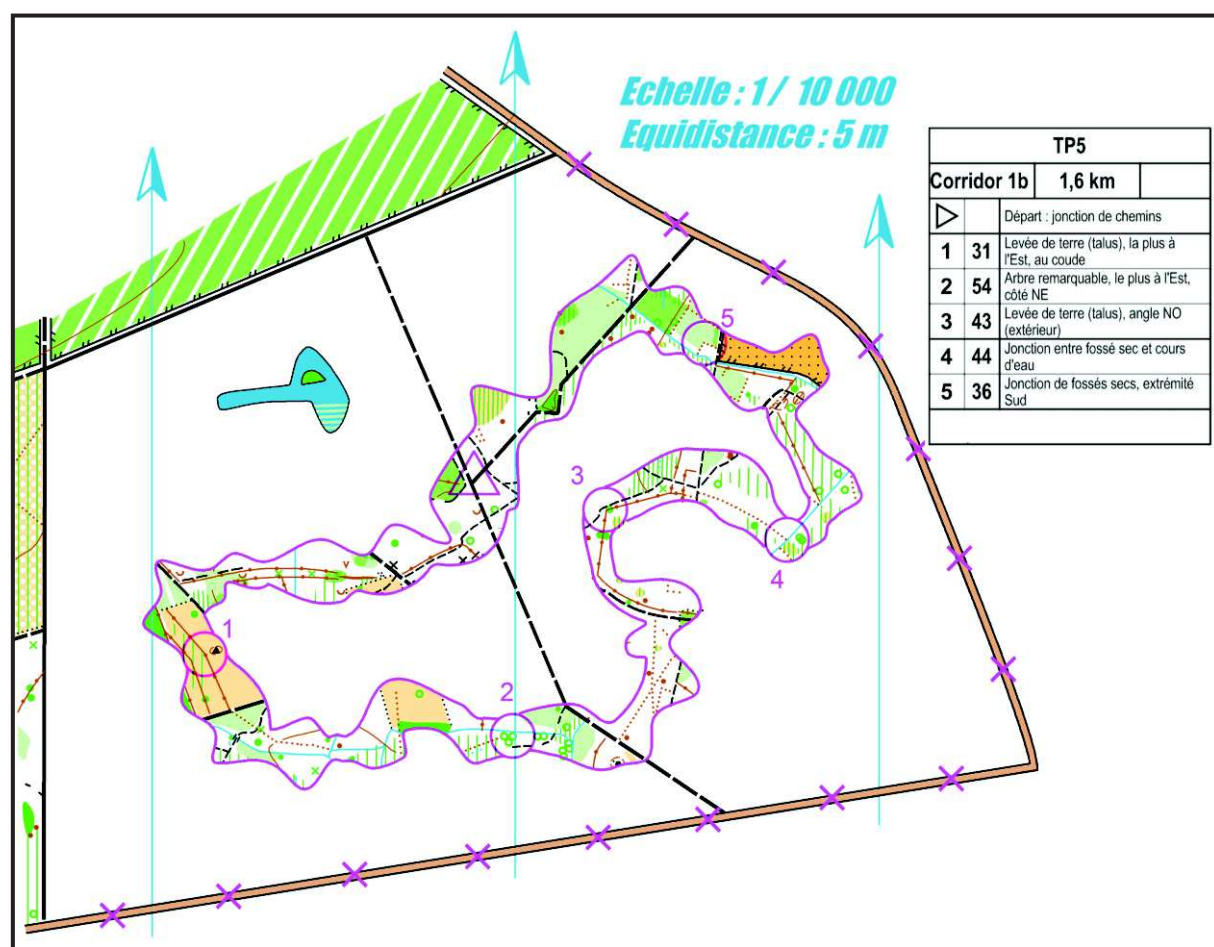 Echelle : 1 / 10 000
Equidistance : 5 m
TP5
Corridor 1b 1,6 km
Départ : jonction de chemins
1 31 Levée de terre (talus), la plus à
l'Est, au coude
2 54 Arbre remarquable, le plus à l'Est,
côté NE
3 43 Levée de terre (talus), angle NO
(extérieur)
4 44 Jonction entre fossé sec et cours
d'eau
5 36 Jonction de fossés secs, extrémité
Sud
5
3
4
1
2